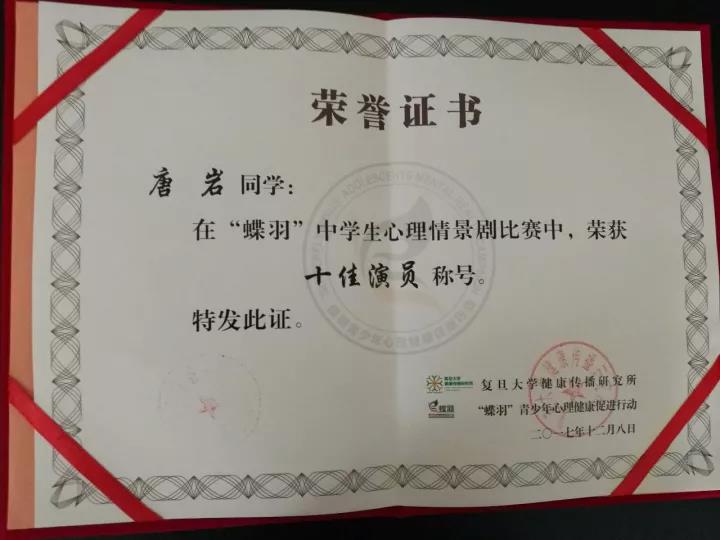 荣誉证书
唐岩同学：
在“蝶羽”中学生心理情景剧比赛中，荣获
十佳演员称号。
特发此证。
复旦大学健康传播研究所
“蝶羽”青少年心理健康促进行动
二〇一七年十二月八日